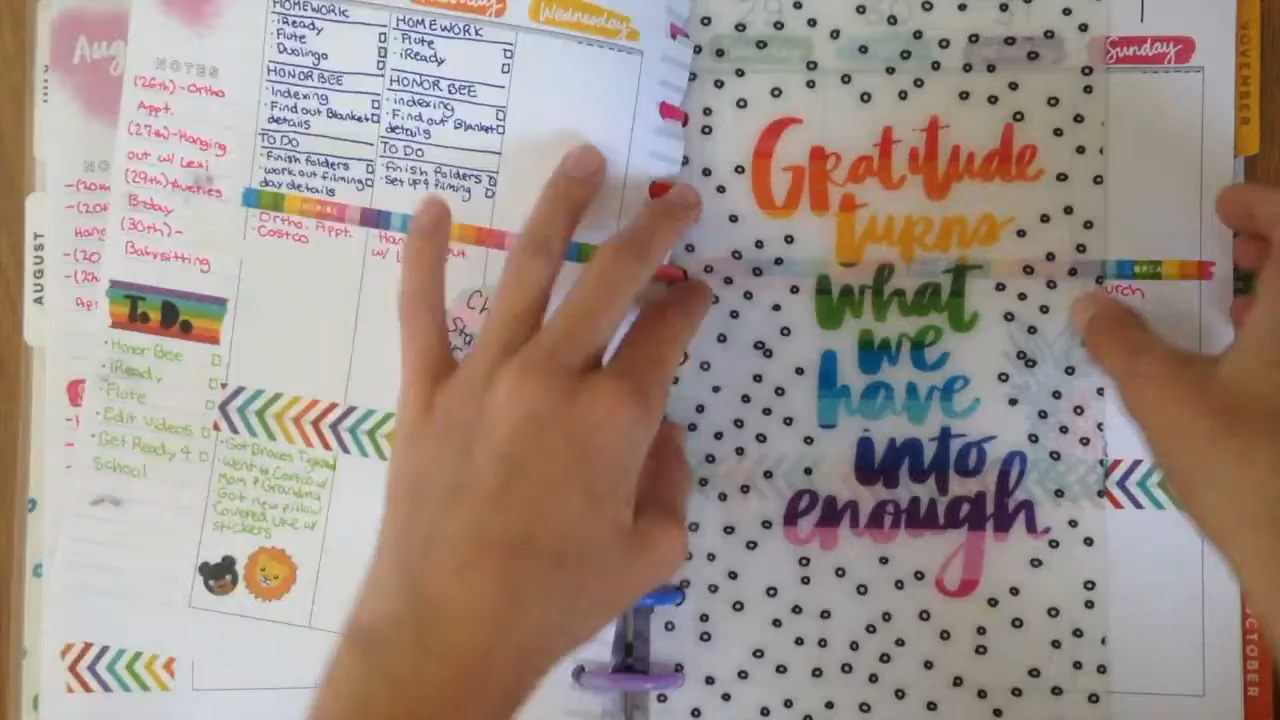 AUGUST
Aug
NOTES
(26th)-Ortho
Appt.
(27th)-Hanging
out w/ Lexi
(29th)Averies
Bday
(30th)-
Babysitting
T.D.
Honor Bee
iReady
Flute
Edit Videos
Get Ready 4
School
HOMEWORK
iReady
Flute
Duolingo
HONOR BEE
Indexing
Find out Blanket
details
TO DO
Finish folders
work out filming
day details
Ortho. Appt.
Costco
Got Braces Tyned
Went to Costco w/
Mom & Grandma
Got new pillow
Covered Uke w/
stickers
Wednesday
HOMEWORK
Flute
iReady
HONOR BEE
indexing
Find out Blanket
details
TO DO
finish folders
Set up 4 filming
Gratitude
turns
what
we
have
into
enough
Sunday
NOVEMBER
OCTOBER